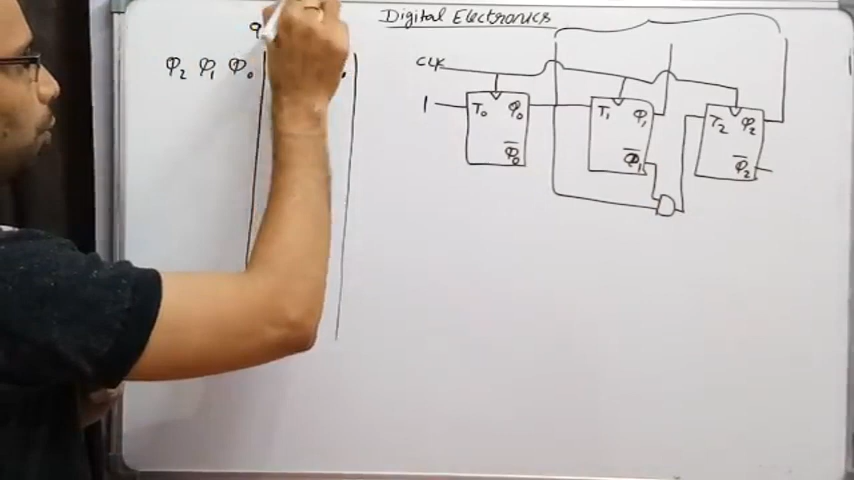 Digital Electronics
Q₂ Q₁ Q₀
CLK
1
T₀ Q₀
Q̅₀
T₁ Q₁
Q̅₁
T₂ Q₂
Q̅₂